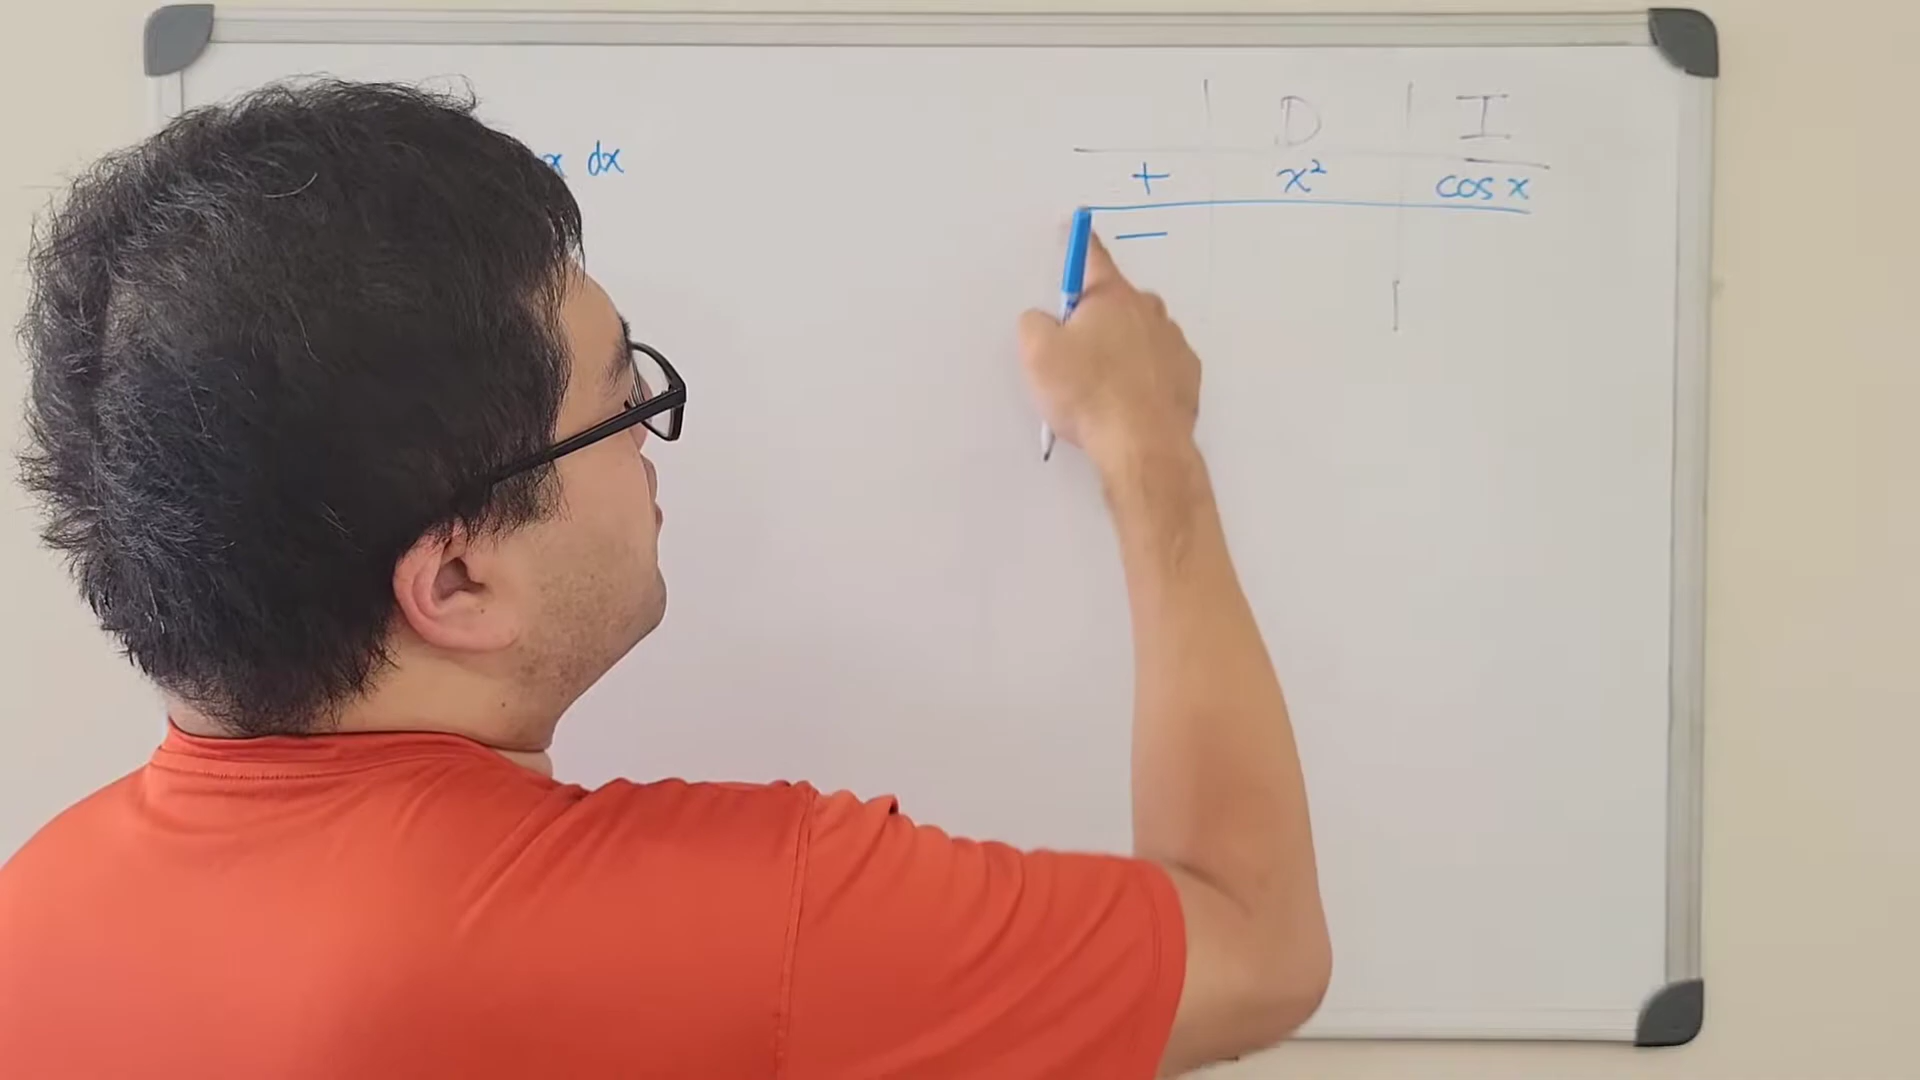 x dx
D I
+ x² cos x
—